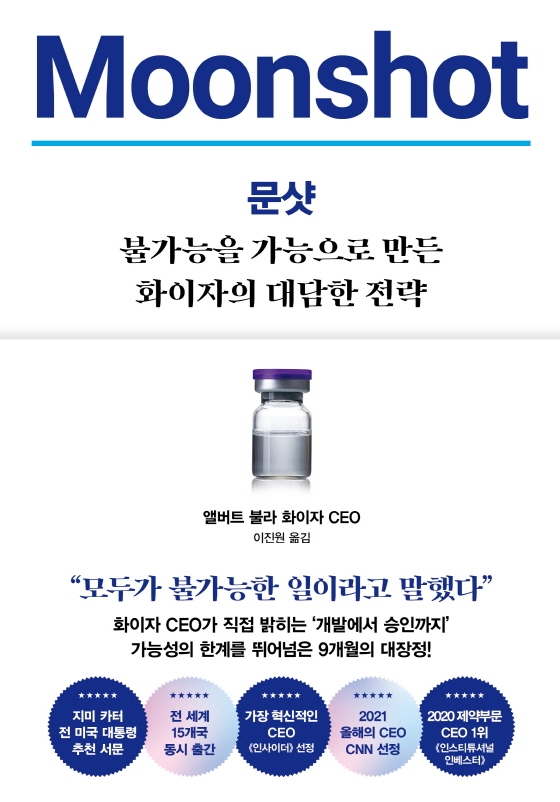 Moonshot
문샷
불가능을 가능으로 만든
화이자의 대담한 전략
앨버트 불라 화이자 CEO
이진원 옮김
“모두가 불가능한 일이라고 말했다”
화이자 CEO가 직접 밝히는 ‘개발에서 승인까지’
가능성의 한계를 뛰어넘은 9개월의 대장정!
★★★★★
지미 카터
전 미국 대통령
추천 서문
★★★★★
전 세계
15개국
동시 출간
★★★★★
가장 혁신적인
CEO
《인사이더》 선정
★★★★★
2021
올해의 CEO
CNN 선정
★★★★★
2020 제약부문
CEO 1위
《인스티튜셔널
인베스터》